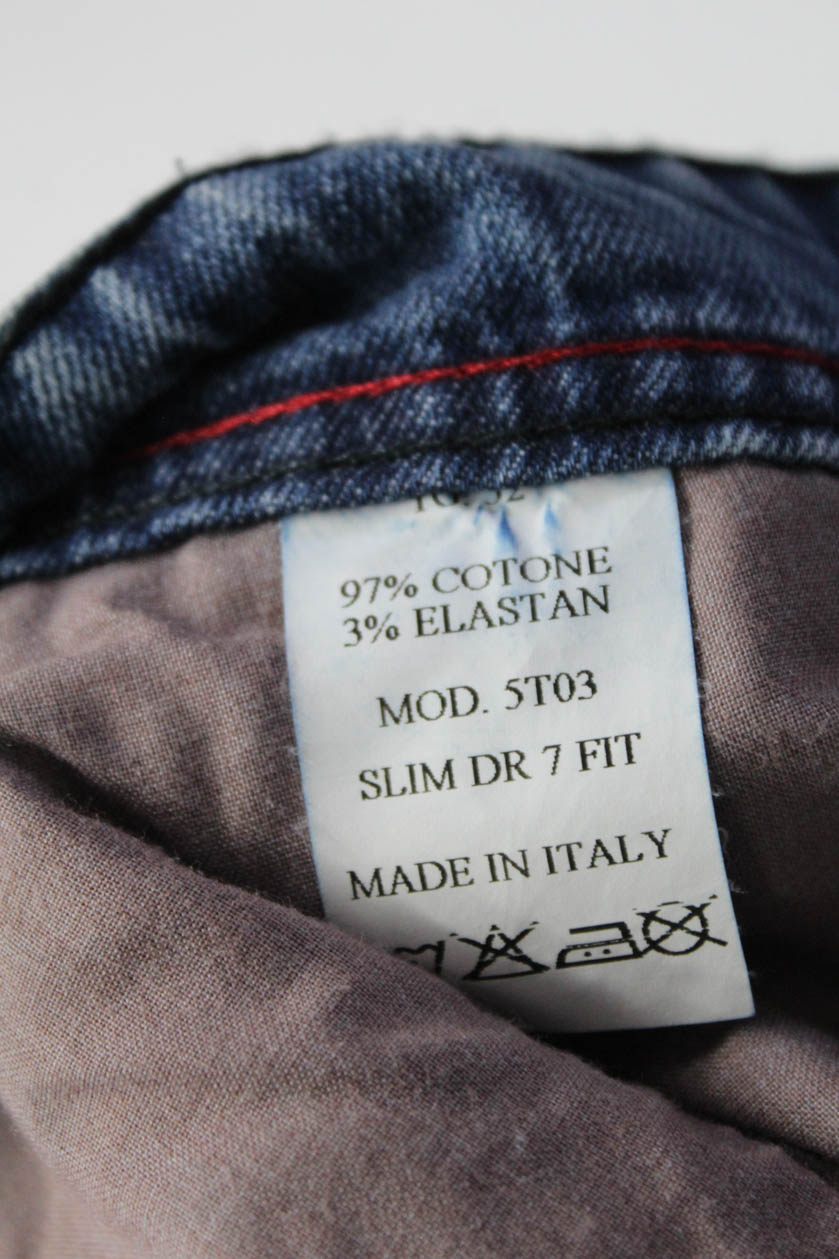 97% COTONE
3% ELASTAN
MOD. 5T03
SLIM DR 7 FIT
MADE IN ITALY